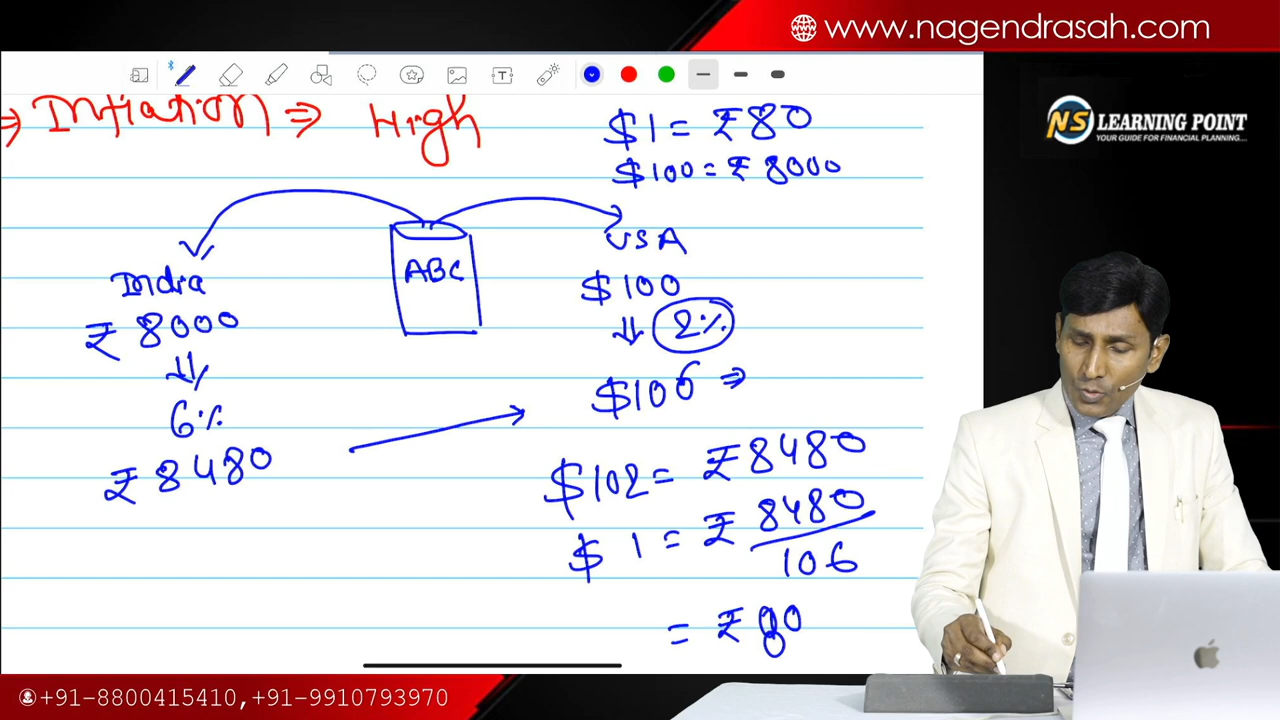 www.nagendrasah.com
NS LEARNING POINT
YOUR GUIDE FOR FINANCIAL PLANNING...
⇒ Inflation ⇒ High
$1 = ₹80
$100 = ₹8000
ABC
India
₹8000
⇓
6%
₹8480
USA
$100
⇓ 2%
$106 ⇒
$102 = ₹8480
$1 = ₹8480/106
= ₹80
+91-8800415410,+91-9910793970